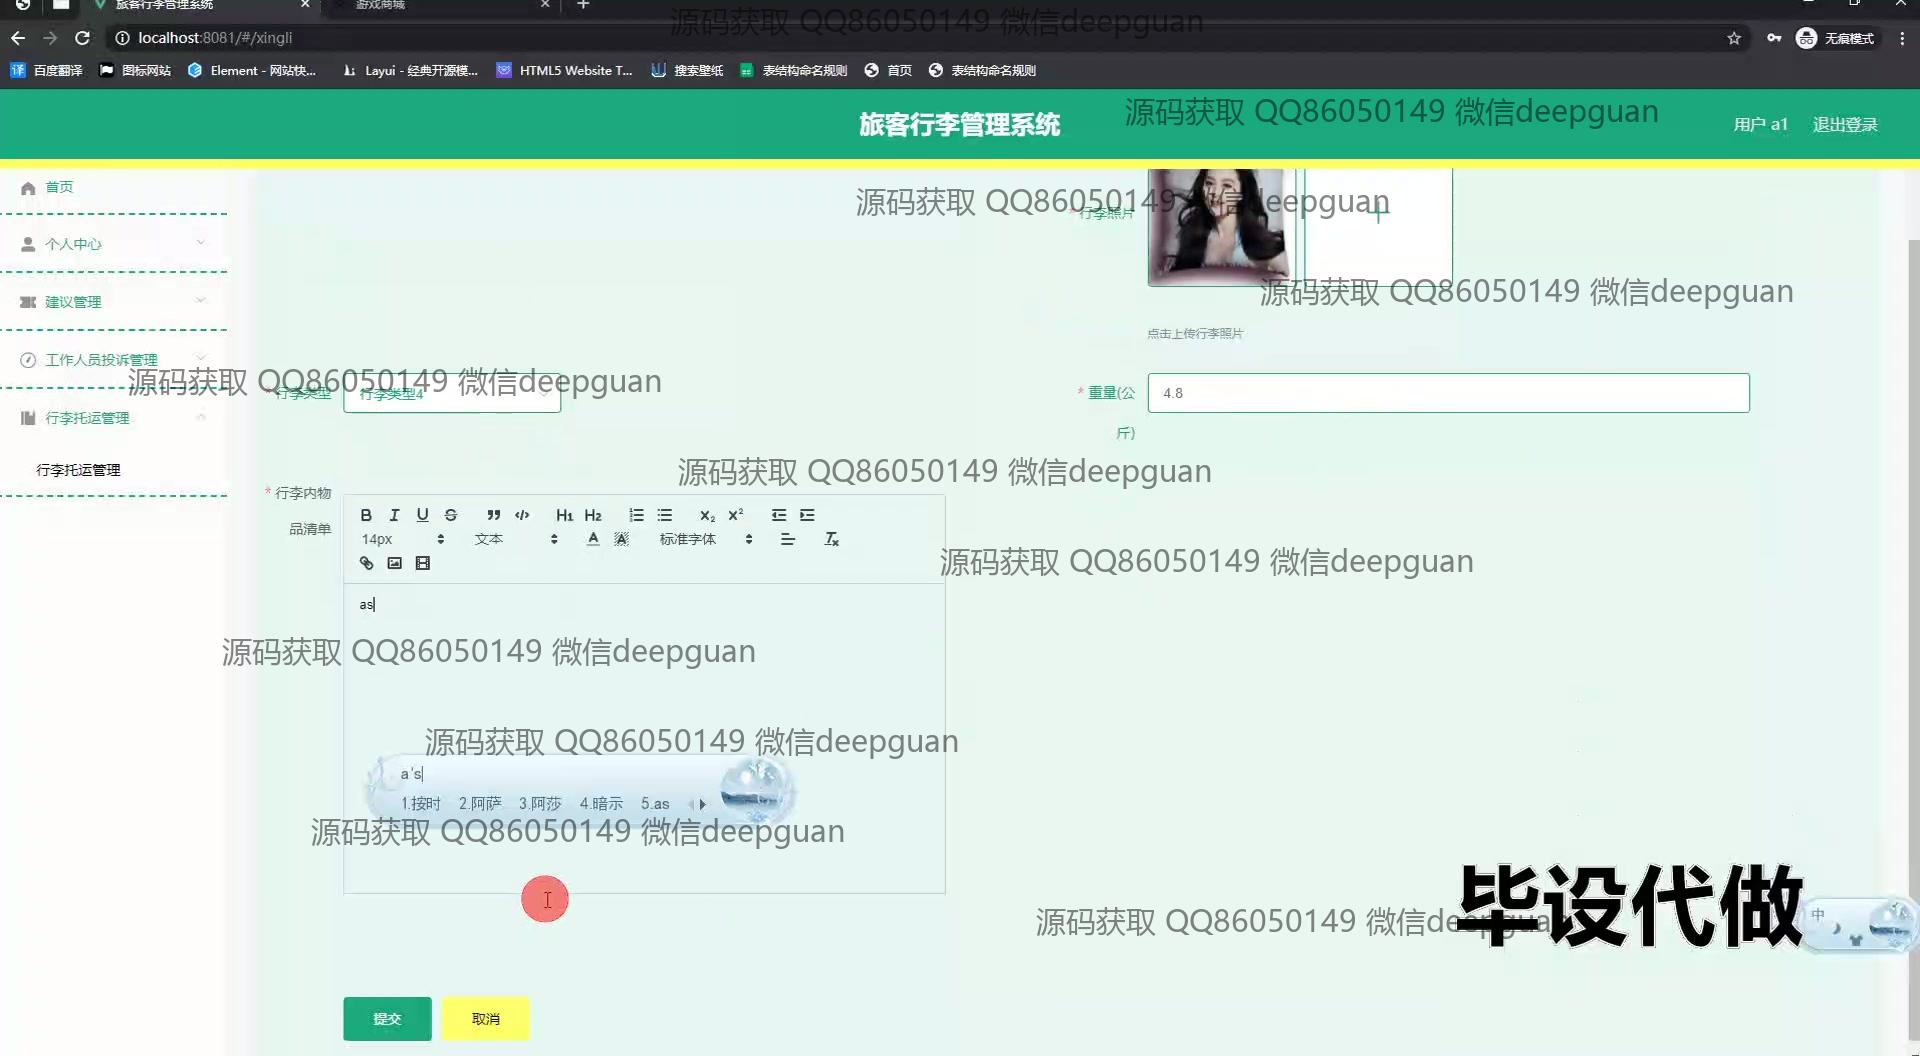 旅客行李管理系统
游戏商城
源码获取 QQ86050149 微信deepguan
localhost:8081/#/xingli
无痕模式
百度翻译
图标网站
Element - 网站快...
Layui - 经典开源模...
HTML5 Website T...
搜索壁纸
表结构命名规则
首页
表结构命名规则
旅客行李管理系统
源码获取 QQ86050149 微信deepguan
用户 a1
退出登录
首页
源码获取 QQ86050149 微信deepguan
* 行李照片
个人中心
建议管理
源码获取 QQ86050149 微信deepguan
点击上传行李照片
工作人员投诉管理
源码获取 QQ86050149 微信deepguan
行李类型
行李类型4
* 重量(公
斤)
4.8
行李托运管理
行李托运管理
源码获取 QQ86050149 微信deepguan
* 行李内物
品清单
B I U S ” </> H1 H2 X2 X2
14px
文本
A A
标准字体
Tx
源码获取 QQ86050149 微信deepguan
as
源码获取 QQ86050149 微信deepguan
源码获取 QQ86050149 微信deepguan
a's
1.按时 2.阿萨 3.阿莎 4.暗示 5.as
源码获取 QQ86050149 微信deepguan
源码获取 QQ86050149 微信deepguan
毕设代做
中
提交
取消